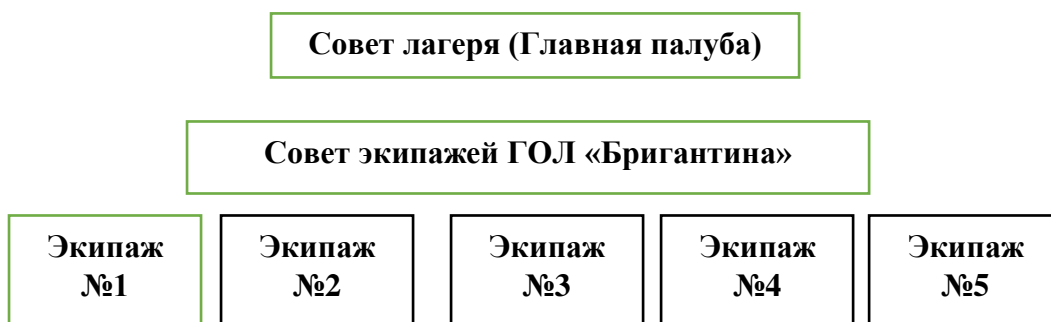 Совет лагеря (Главная палуба)
Совет экипажей ГОЛ «Бригантина»
Экипаж №1
Экипаж №2
Экипаж №3
Экипаж №4
Экипаж №5